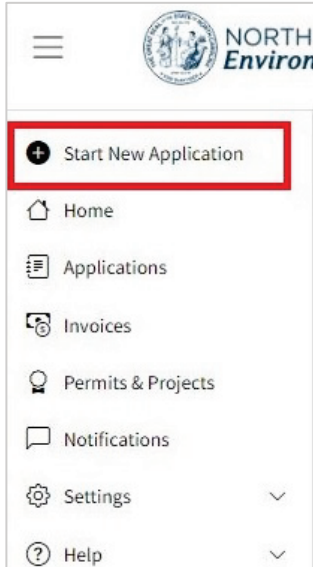 NORTH
Environ
Start New Application
Home
Applications
Invoices
Permits & Projects
Notifications
Settings
Help